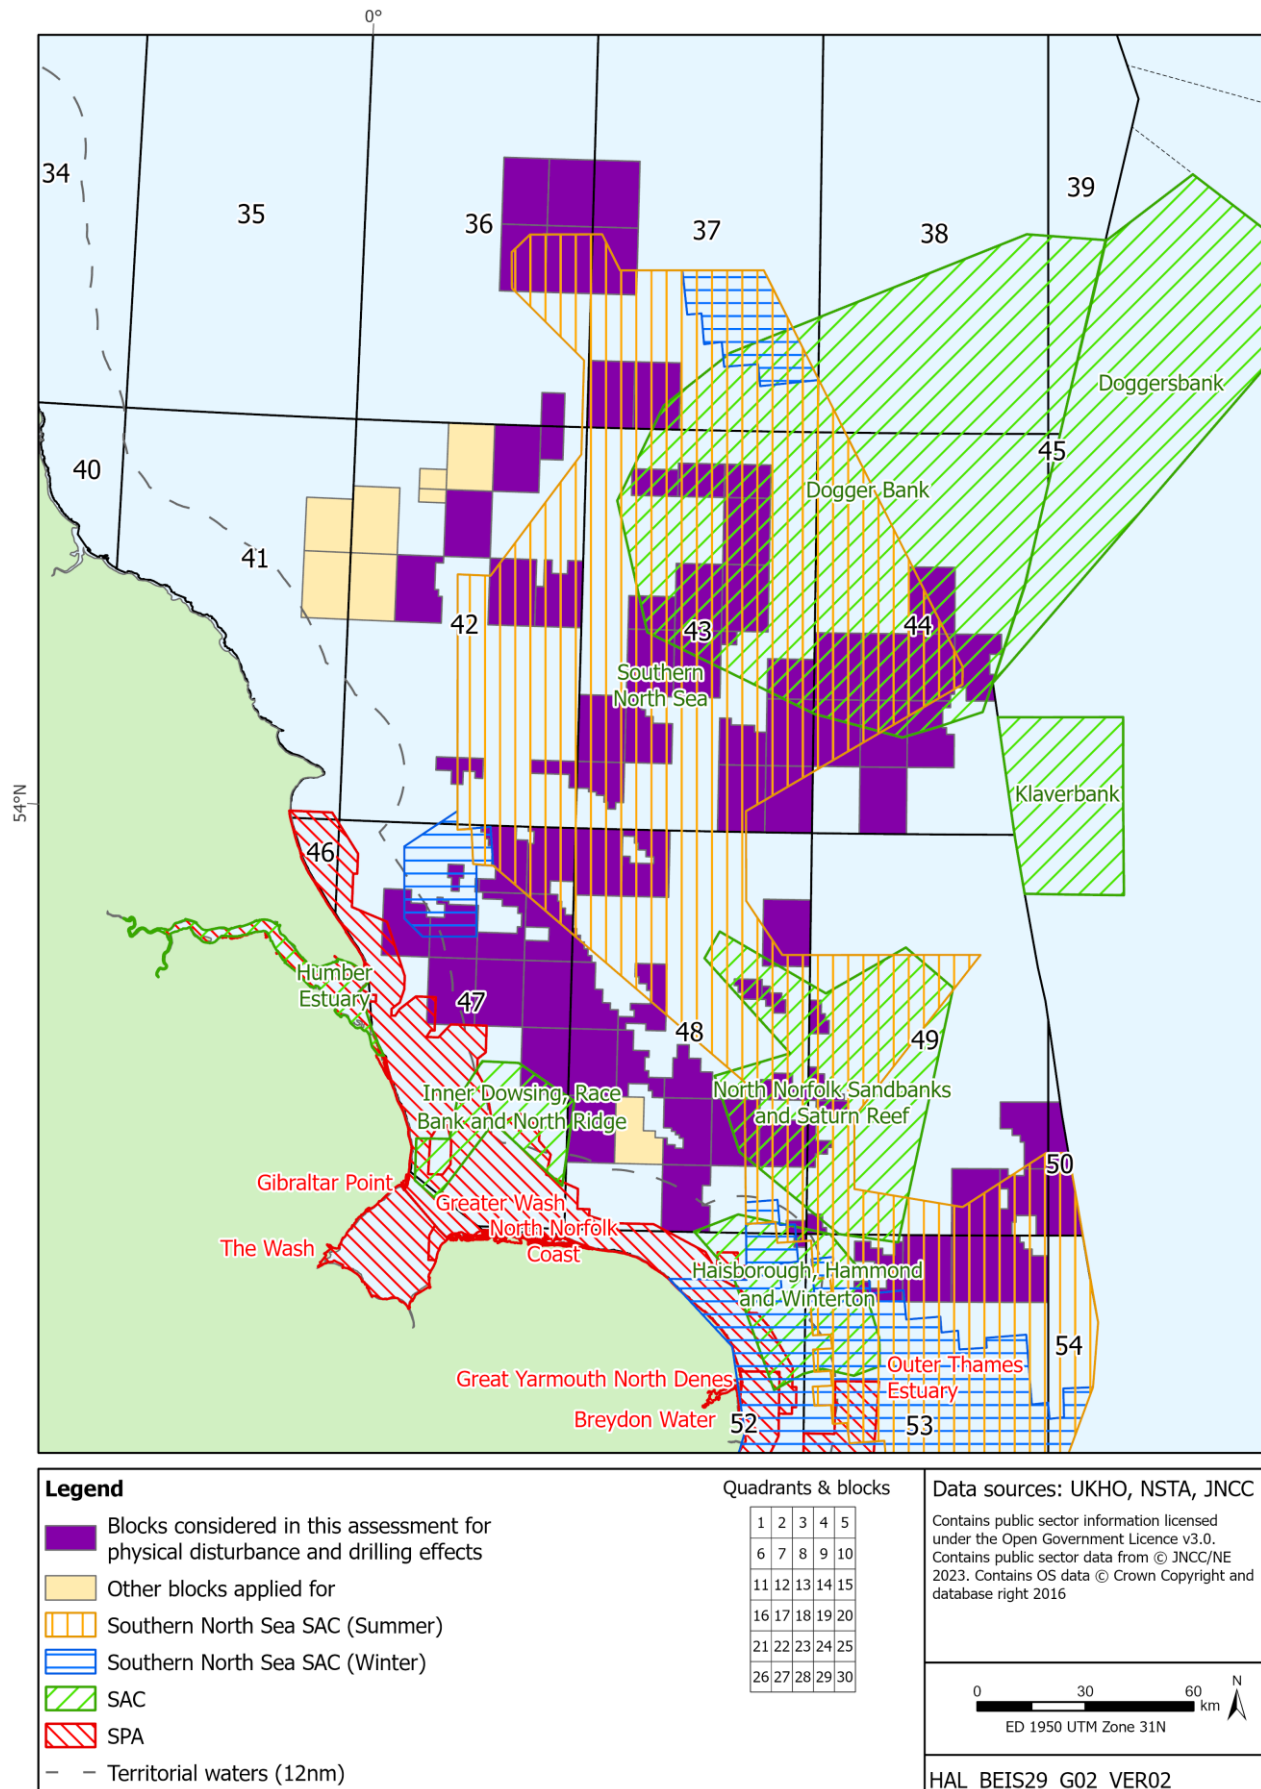 0°
34
35
36
37
38
39
Doggersbank
40
45
Dogger Bank
41
42
43
44
Southern
North Sea
54°N
Klaverbank
46
Humber
Estuary
47
48
49
Inner Dowsing, Race
Bank and North Ridge
North Norfolk Sandbanks
and Saturn Reef
50
Gibraltar Point
Greater Wash
North Norfolk
Coast
The Wash
Haisborough, Hammond
and Winterton
54
Outer Thames
Estuary
Great Yarmouth North Denes
Breydon Water
52
53
Legend
Blocks considered in this assessment for
physical disturbance and drilling effects
Other blocks applied for
Southern North Sea SAC (Summer)
Southern North Sea SAC (Winter)
SAC
SPA
Territorial waters (12nm)
Quadrants & blocks
1 2 3 4 5
6 7 8 9 10
11 12 13 14 15
16 17 18 19 20
21 22 23 24 25
26 27 28 29 30
Data sources: UKHO, NSTA, JNCC
Contains public sector information licensed
under the Open Government Licence v3.0.
Contains public sector data from © JNCC/NE
2023. Contains OS data © Crown Copyright and
database right 2016
0 30 60
km
N
ED 1950 UTM Zone 31N
HAL_BEIS29_G02_VER02